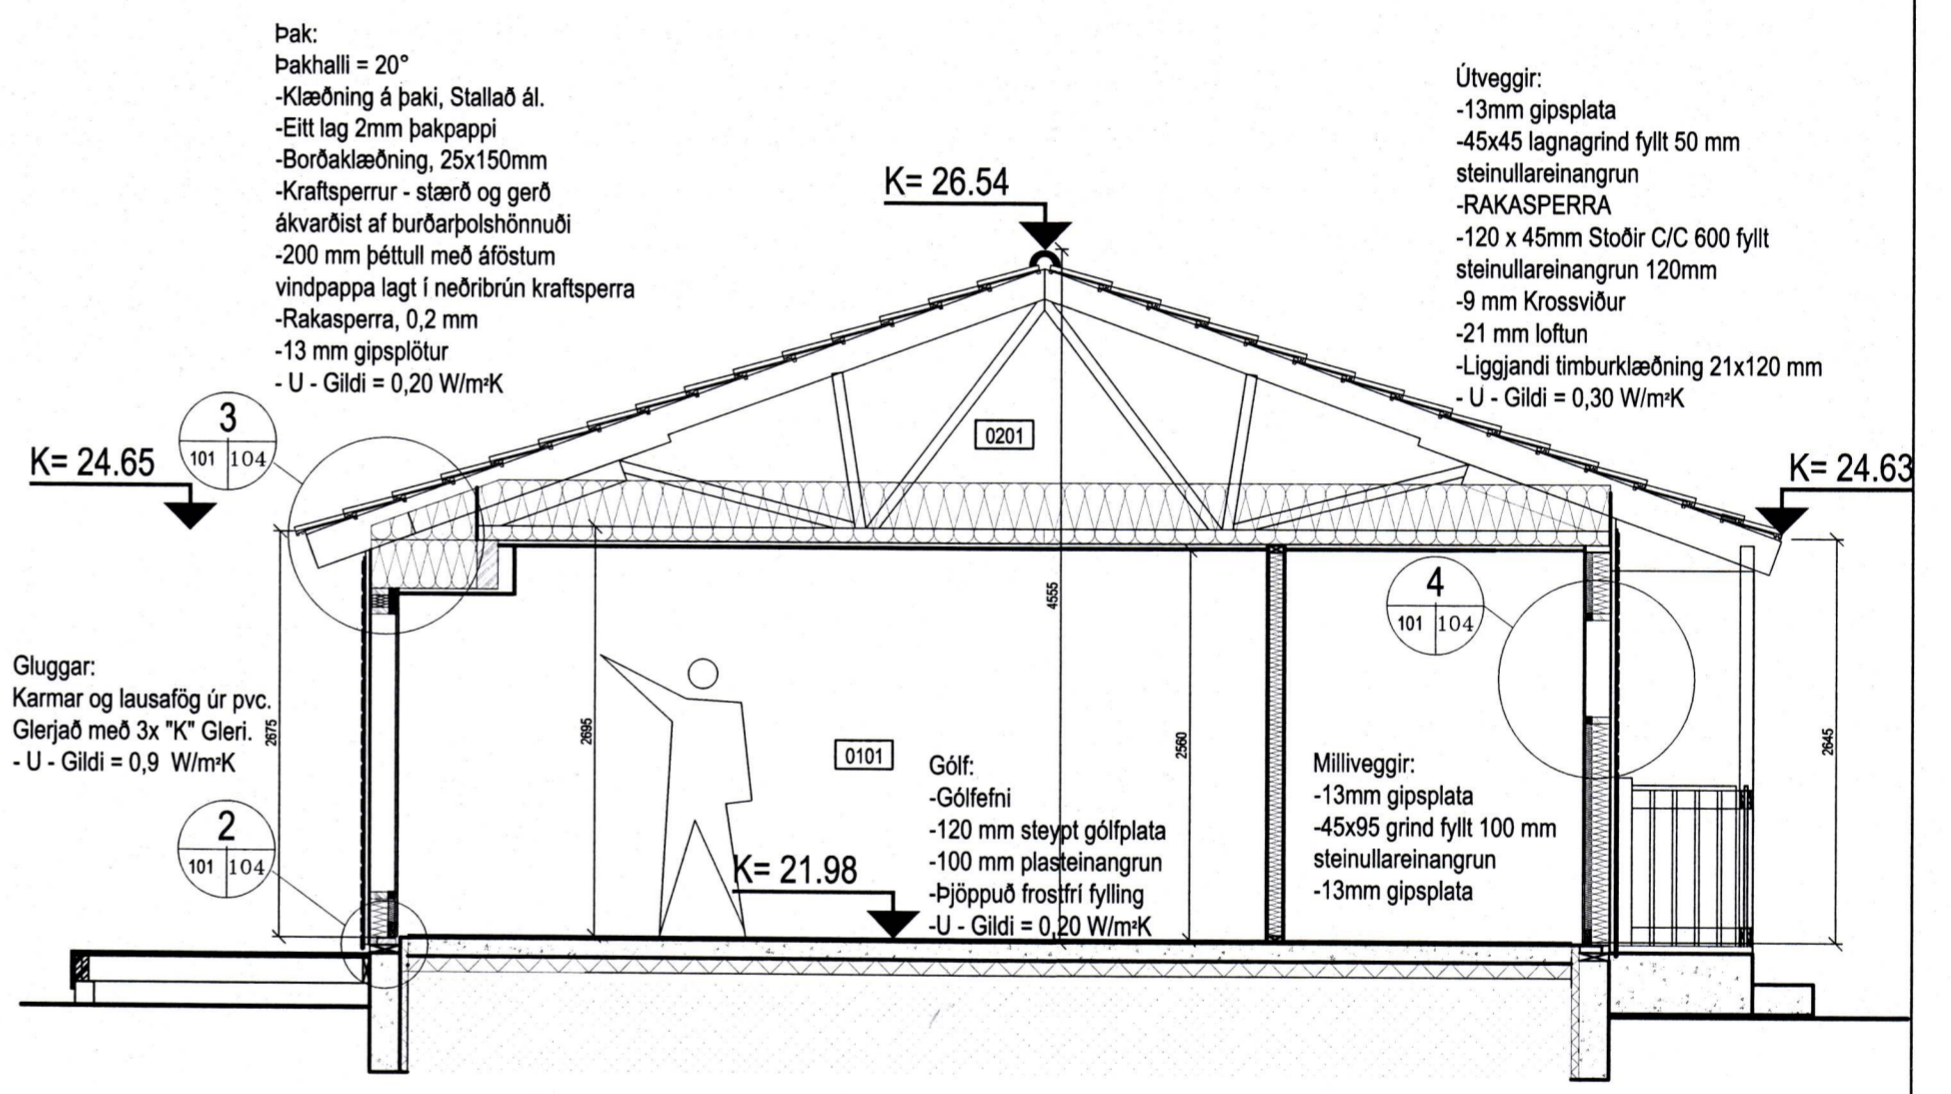 Þak:
Þakhalli = 20°
-Klæðning á þaki, Stallað ál.
-Eitt lag 2mm þakpappi
-Borðaklæðning, 25x150mm
-Kraftsperrur - stærð og gerð
ákvarðist af burðarþolshönnuði
-200 mm þéttull með áföstum
vindpappa lagt í neðribrún kraftsperra
-Rakasperra, 0,2 mm
-13 mm gipsplötur
- U - Gildi = 0,20 W/m²K
Útveggir:
-13mm gipsplata
-45x45 lagnagrind fyllt 50 mm
steinullareinangrun
-RAKASPERRA
-120 x 45mm Stoðir C/C 600 fyllt
steinullareinangrun 120mm
-9 mm Krossviður
-21 mm loftun
-Liggjandi timburklæðning 21x120 mm
- U - Gildi = 0,30 W/m²K
K= 26.54
3
101 104
K= 24.65
K= 24.63
0201
4
101 104
4555
Gluggar:
Karmar og lausafög úr pvc.
Glerjað með 3x "K" Gleri.
- U - Gildi = 0,9 W/m²K
2675
2695
2560
2645
0101
Gólf:
-Gólfefni
-120 mm steypt gólfplata
-100 mm plasteinangrun
-Þjöppuð frostfrí fylling
-U - Gildi = 0,20 W/m²K
Milliveggir:
-13mm gipsplata
-45x95 grind fyllt 100 mm
steinullareinangrun
-13mm gipsplata
2
101 104
K= 21.98